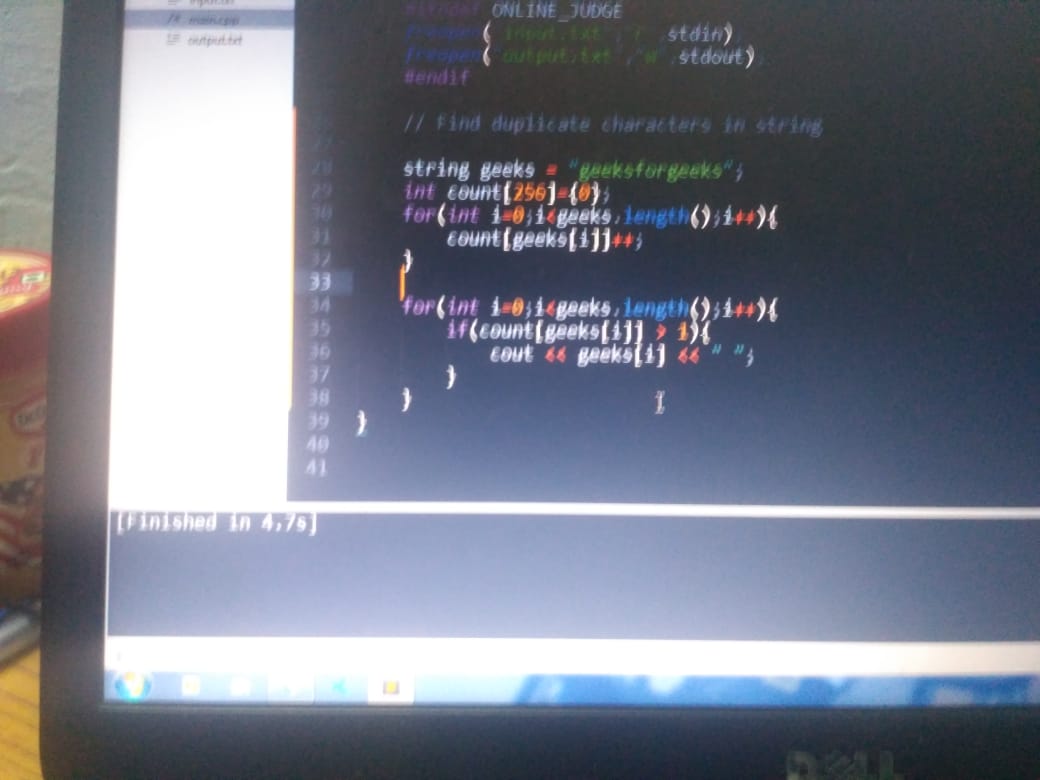 input.txt
main.cpp
output.txt
#ifndef ONLINE_JUDGE
freopen("input.txt","r",stdin);
freopen("output.txt","w",stdout);
#endif
// Find duplicate characters in string
28 string geeks = "geeksforgeeks";
29 int count[256]={0};
30 for(int i=0;i<geeks.length();i++){
31 count[geeks[i]]++;
32 }
33
34 for(int i=0;i<geeks.length();i++){
35 if(count[geeks[i]] > 1){
36 cout << geeks[i] << " ";
37 }
38 }
39 }
40
41
[Finished in 4.7s]
DELL